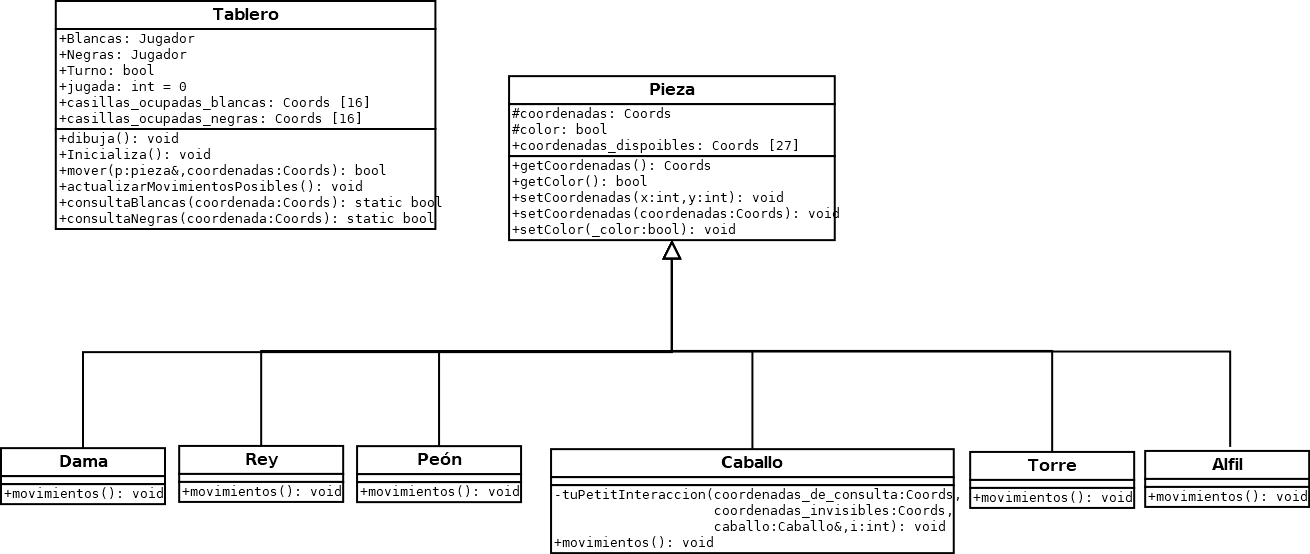 Tablero
+Blancas: Jugador
+Negras: Jugador
+Turno: bool
+jugada: int = 0
+casillas_ocupadas_blancas: Coords [16]
+casillas_ocupadas_negras: Coords [16]
+dibuja(): void
+Inicializa(): void
+mover(p:pieza&,coordenadas:Coords): bool
+actualizarMovimientosPosibles(): void
+consultaBlancas(coordenada:Coords): static bool
+consultaNegras(coordenada:Coords): static bool
Pieza
#coordenadas: Coords
#color: bool
+coordenadas_dispoibles: Coords [27]
+getCoordenadas(): Coords
+getColor(): bool
+setCoordenadas(x:int,y:int): void
+setCoordenadas(coordenadas:Coords): void
+setColor(_color:bool): void
Dama
+movimientos(): void
Rey
+movimientos(): void
Peón
+movimientos(): void
Caballo
-tuPetitInteraccion(coordenadas_de_consulta:Coords,
coordenadas_invisibles:Coords,
caballo:Caballo&,i:int): void
+movimientos(): void
Torre
+movimientos(): void
Alfil
+movimientos(): void